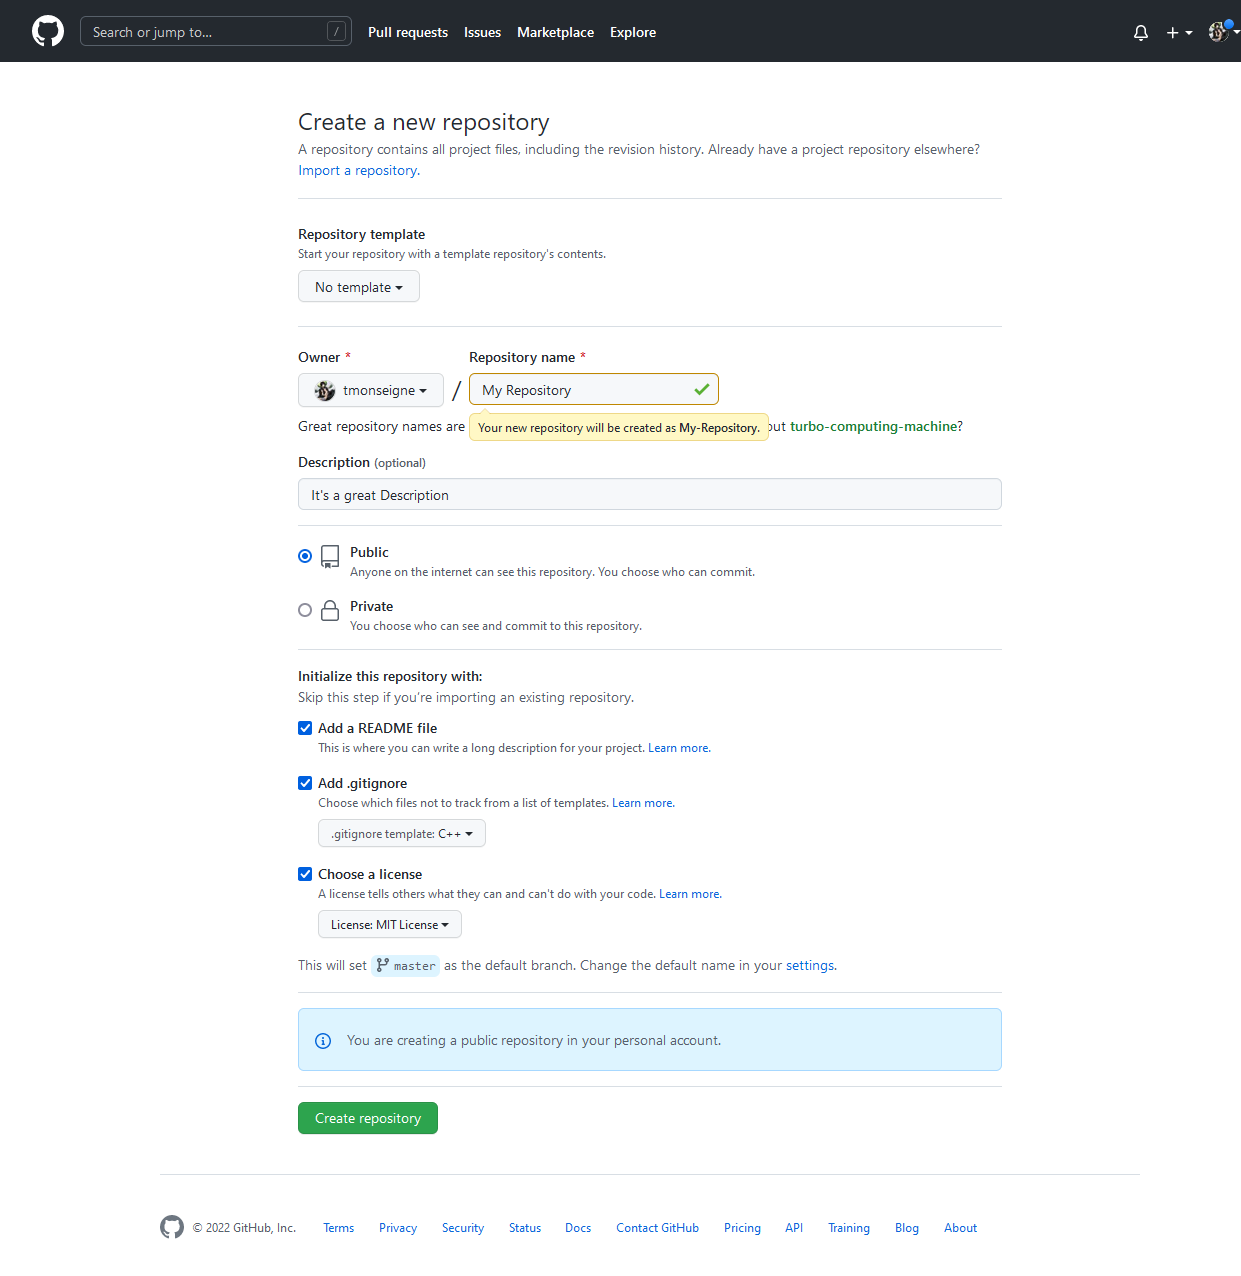 Search or jump to...
/
Pull requests
Issues
Marketplace
Explore
Create a new repository
A repository contains all project files, including the revision history. Already have a project repository elsewhere?
Import a repository.
Repository template
Start your repository with a template repository's contents.
No template
Owner *
Repository name *
tmonseigne
/
My Repository
Great repository names are
Your new repository will be created as My-Repository.
turbo-computing-machine?
Description (optional)
It's a great Description
Public
Anyone on the internet can see this repository. You choose who can commit.
Private
You choose who can see and commit to this repository.
Initialize this repository with:
Skip this step if you're importing an existing repository.
Add a README file
This is where you can write a long description for your project. Learn more.
Add .gitignore
Choose which files not to track from a list of templates. Learn more.
.gitignore template: C++
Choose a license
A license tells others what they can and can't do with your code. Learn more.
License: MIT License
This will set master as the default branch. Change the default name in your settings.
You are creating a public repository in your personal account.
Create repository
© 2022 GitHub, Inc.
Terms
Privacy
Security
Status
Docs
Contact GitHub
Pricing
API
Training
Blog
About